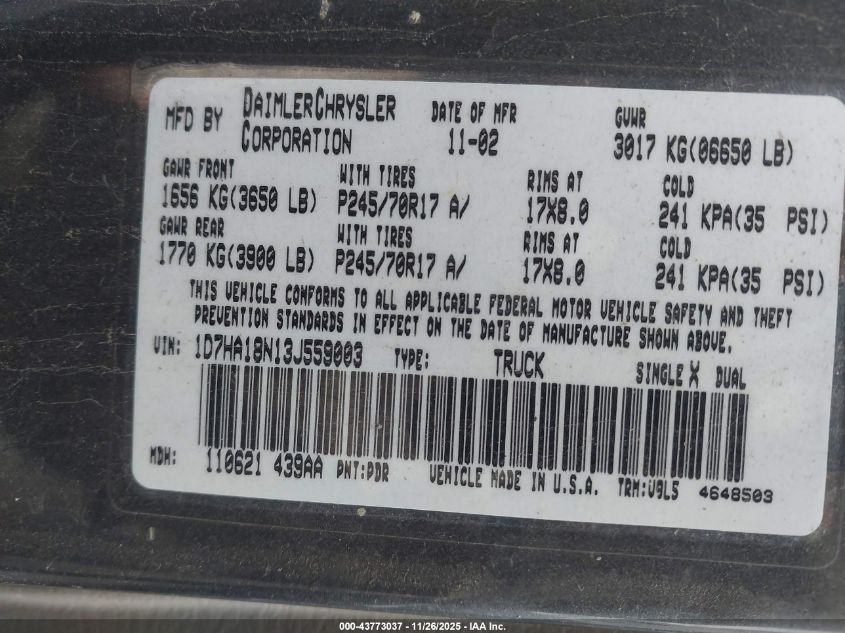 MFD BY DAIMLERCHRYSLER CORPORATION DATE OF MFR 11-02 GVWR 3017 KG(06650 LB)
GAWR FRONT WITH TIRES RIMS AT COLD
1656 KG(3650 LB) P245/70R17 A/ 17X8.0 241 KPA(35 PSI)
GAWR REAR WITH TIRES RIMS AT COLD
1770 KG(3900 LB) P245/70R17 A/ 17X8.0 241 KPA(35 PSI)
THIS VEHICLE CONFORMS TO ALL APPLICABLE FEDERAL MOTOR VEHICLE SAFETY AND THEFT
PREVENTION STANDARDS IN EFFECT ON THE DATE OF MANUFACTURE SHOWN ABOVE.
VIN: 1D7HA18N13J559003 TYPE: TRUCK SINGLE X DUAL
MDH: 110621 439AA PNT:PDR VEHICLE MADE IN U.S.A. TRM:V9L5 4648503
000-43773037 - 11/26/2025 - IAA Inc.